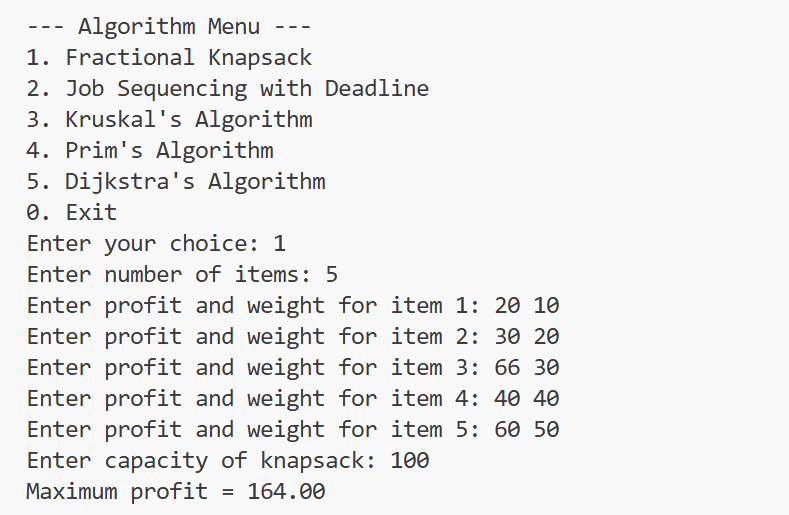 --- Algorithm Menu ---
1. Fractional Knapsack
2. Job Sequencing with Deadline
3. Kruskal's Algorithm
4. Prim's Algorithm
5. Dijkstra's Algorithm
0. Exit
Enter your choice: 1
Enter number of items: 5
Enter profit and weight for item 1: 20 10
Enter profit and weight for item 2: 30 20
Enter profit and weight for item 3: 66 30
Enter profit and weight for item 4: 40 40
Enter profit and weight for item 5: 60 50
Enter capacity of knapsack: 100
Maximum profit = 164.00